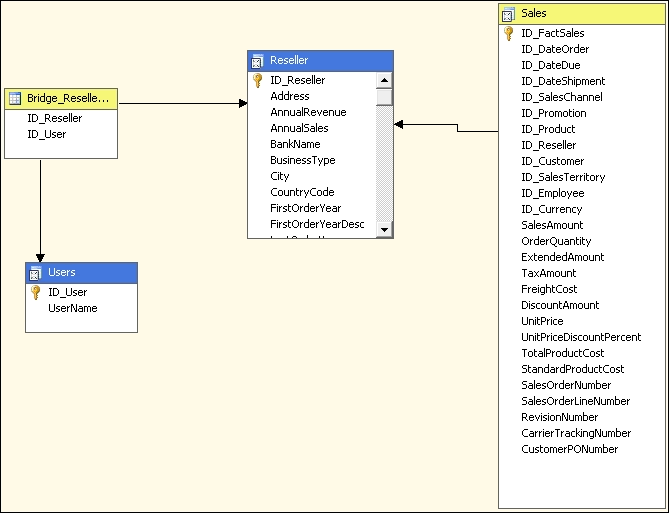 Bridge_Reselle...
ID_Reseller
ID_User
Users
ID_User
UserName
Reseller
ID_Reseller
Address
AnnualRevenue
AnnualSales
BankName
BusinessType
City
CountryCode
FirstOrderYear
FirstOrderYearDesc
Sales
ID_FactSales
ID_DateOrder
ID_DateDue
ID_DateShipment
ID_SalesChannel
ID_Promotion
ID_Product
ID_Reseller
ID_Customer
ID_SalesTerritory
ID_Employee
ID_Currency
SalesAmount
OrderQuantity
ExtendedAmount
TaxAmount
FreightCost
DiscountAmount
UnitPrice
UnitPriceDiscountPercent
TotalProductCost
StandardProductCost
SalesOrderNumber
SalesOrderLineNumber
RevisionNumber
CarrierTrackingNumber
CustomerPONumber